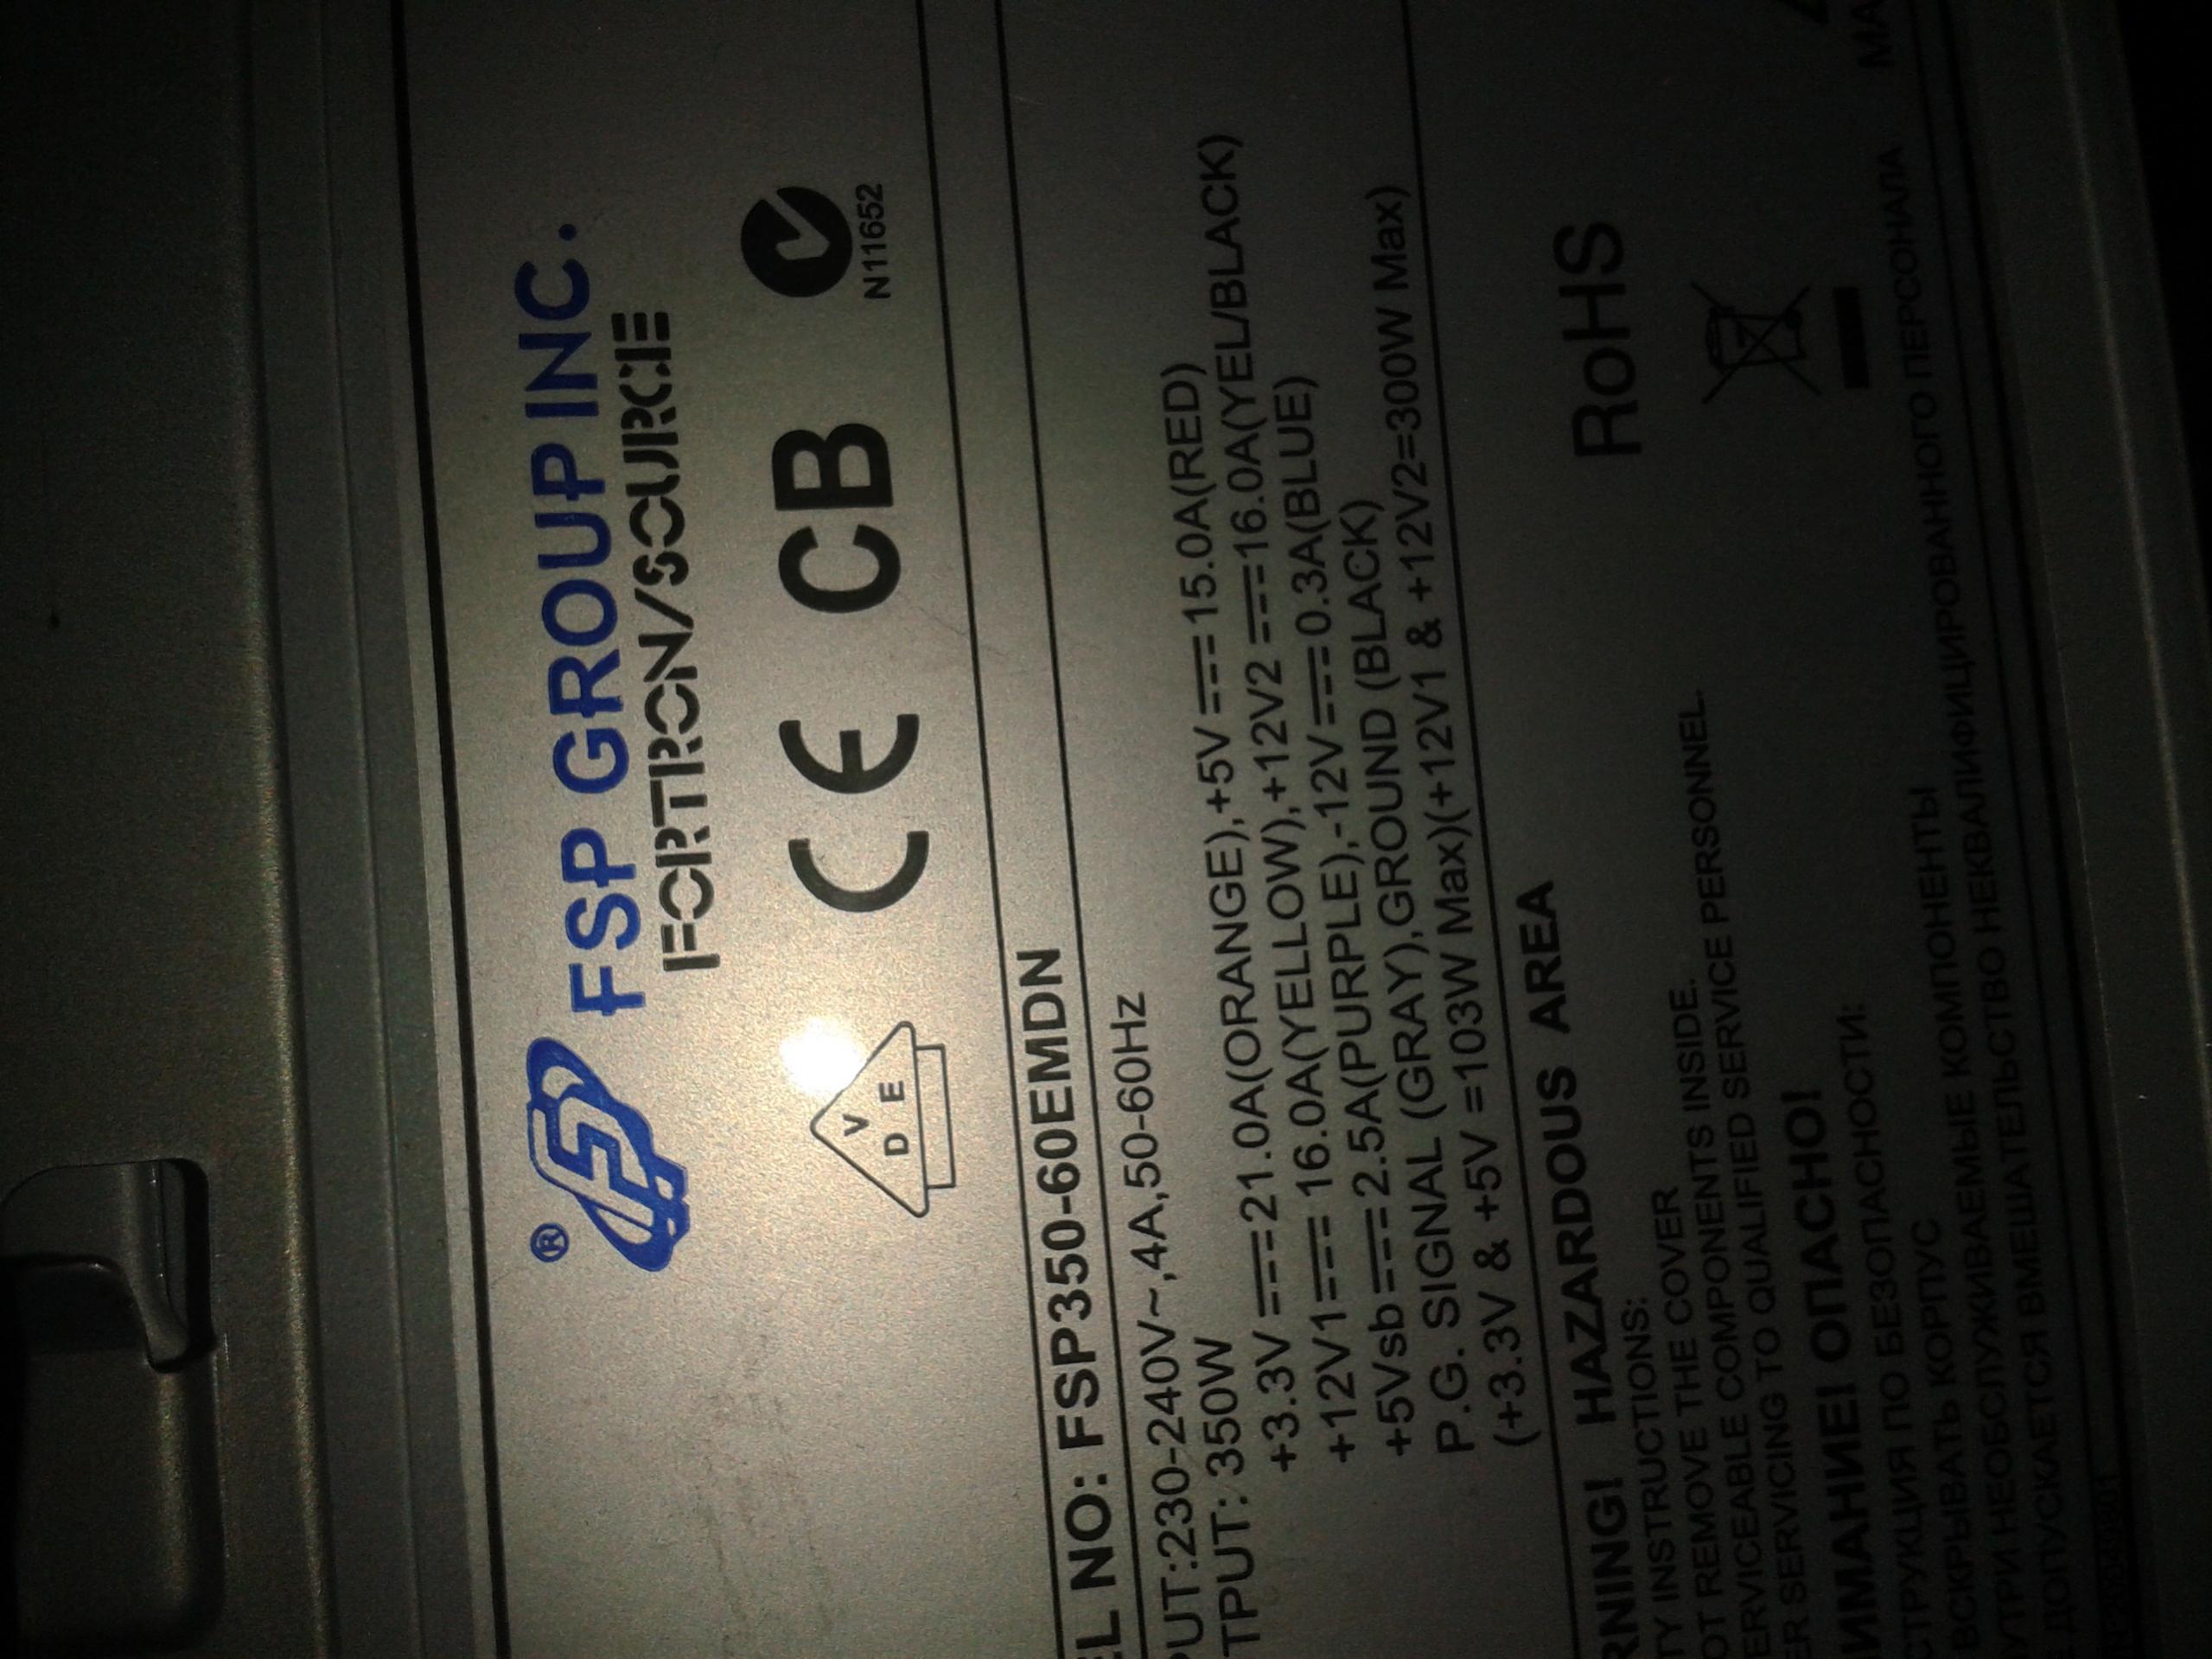 ® FSP GROUP INC.
FORTRON/SOURCE
V
D E
CE CB
N11652
EL NO: FSP350-60EMDN
PUT:230-240V~,4A,50-60Hz
TPUT: 350W
+3.3V⎓21.0A(ORANGE),+5V⎓15.0A(RED)
+12V1⎓16.0A(YELLOW),+12V2⎓16.0A(YEL/BLACK)
+5Vsb⎓2.5A(PURPLE),-12V⎓0.3A(BLUE)
P.G. SIGNAL (GRAY),GROUND (BLACK)
(+3.3V & +5V =103W Max)(+12V1 & +12V2=300W Max)
RNING! HAZARDOUS AREA
TY INSTRUCTIONS:
OT REMOVE THE COVER
ERVICEABLE COMPONENTS INSIDE.
ER SERVICING TO QUALIFIED SERVICE PERSONNEL.
RoHS
ИМАНИЕ! ОПАСНО!
СТРУКЦИЯ ПО БЕЗОПАСНОСТИ:
ВСКРЫВАТЬ КОРПУС
УТРИ НЕОБСЛУЖИВАЕМЫЕ КОМПОНЕНТЫ
ДОПУСКАЕТСЯ ВМЕШАТЕЛЬСТВО НЕКВАЛИФИЦИРОВАННОГО ПЕРСОНАЛА
MA